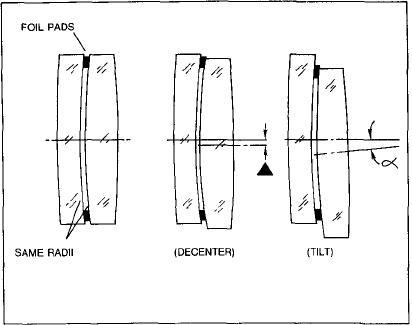 FOIL PADS
α
SAME RADII
(DECENTER)
(TILT)